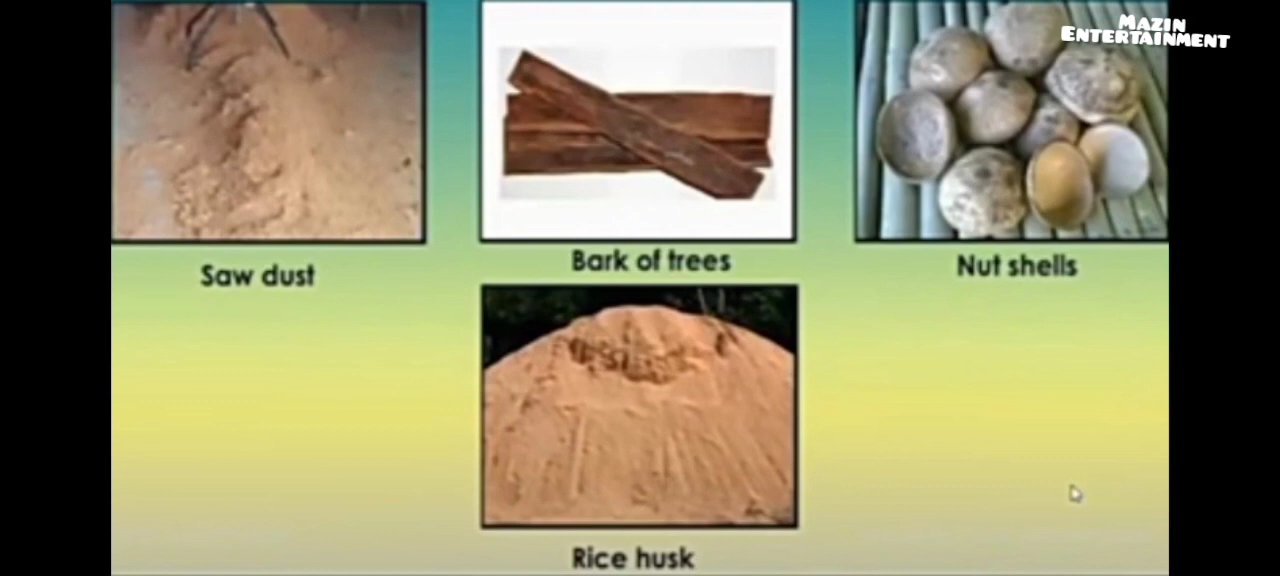 MAZIN
ENTERTAINMENT
Saw dust
Bark of trees
Nut shells
Rice husk